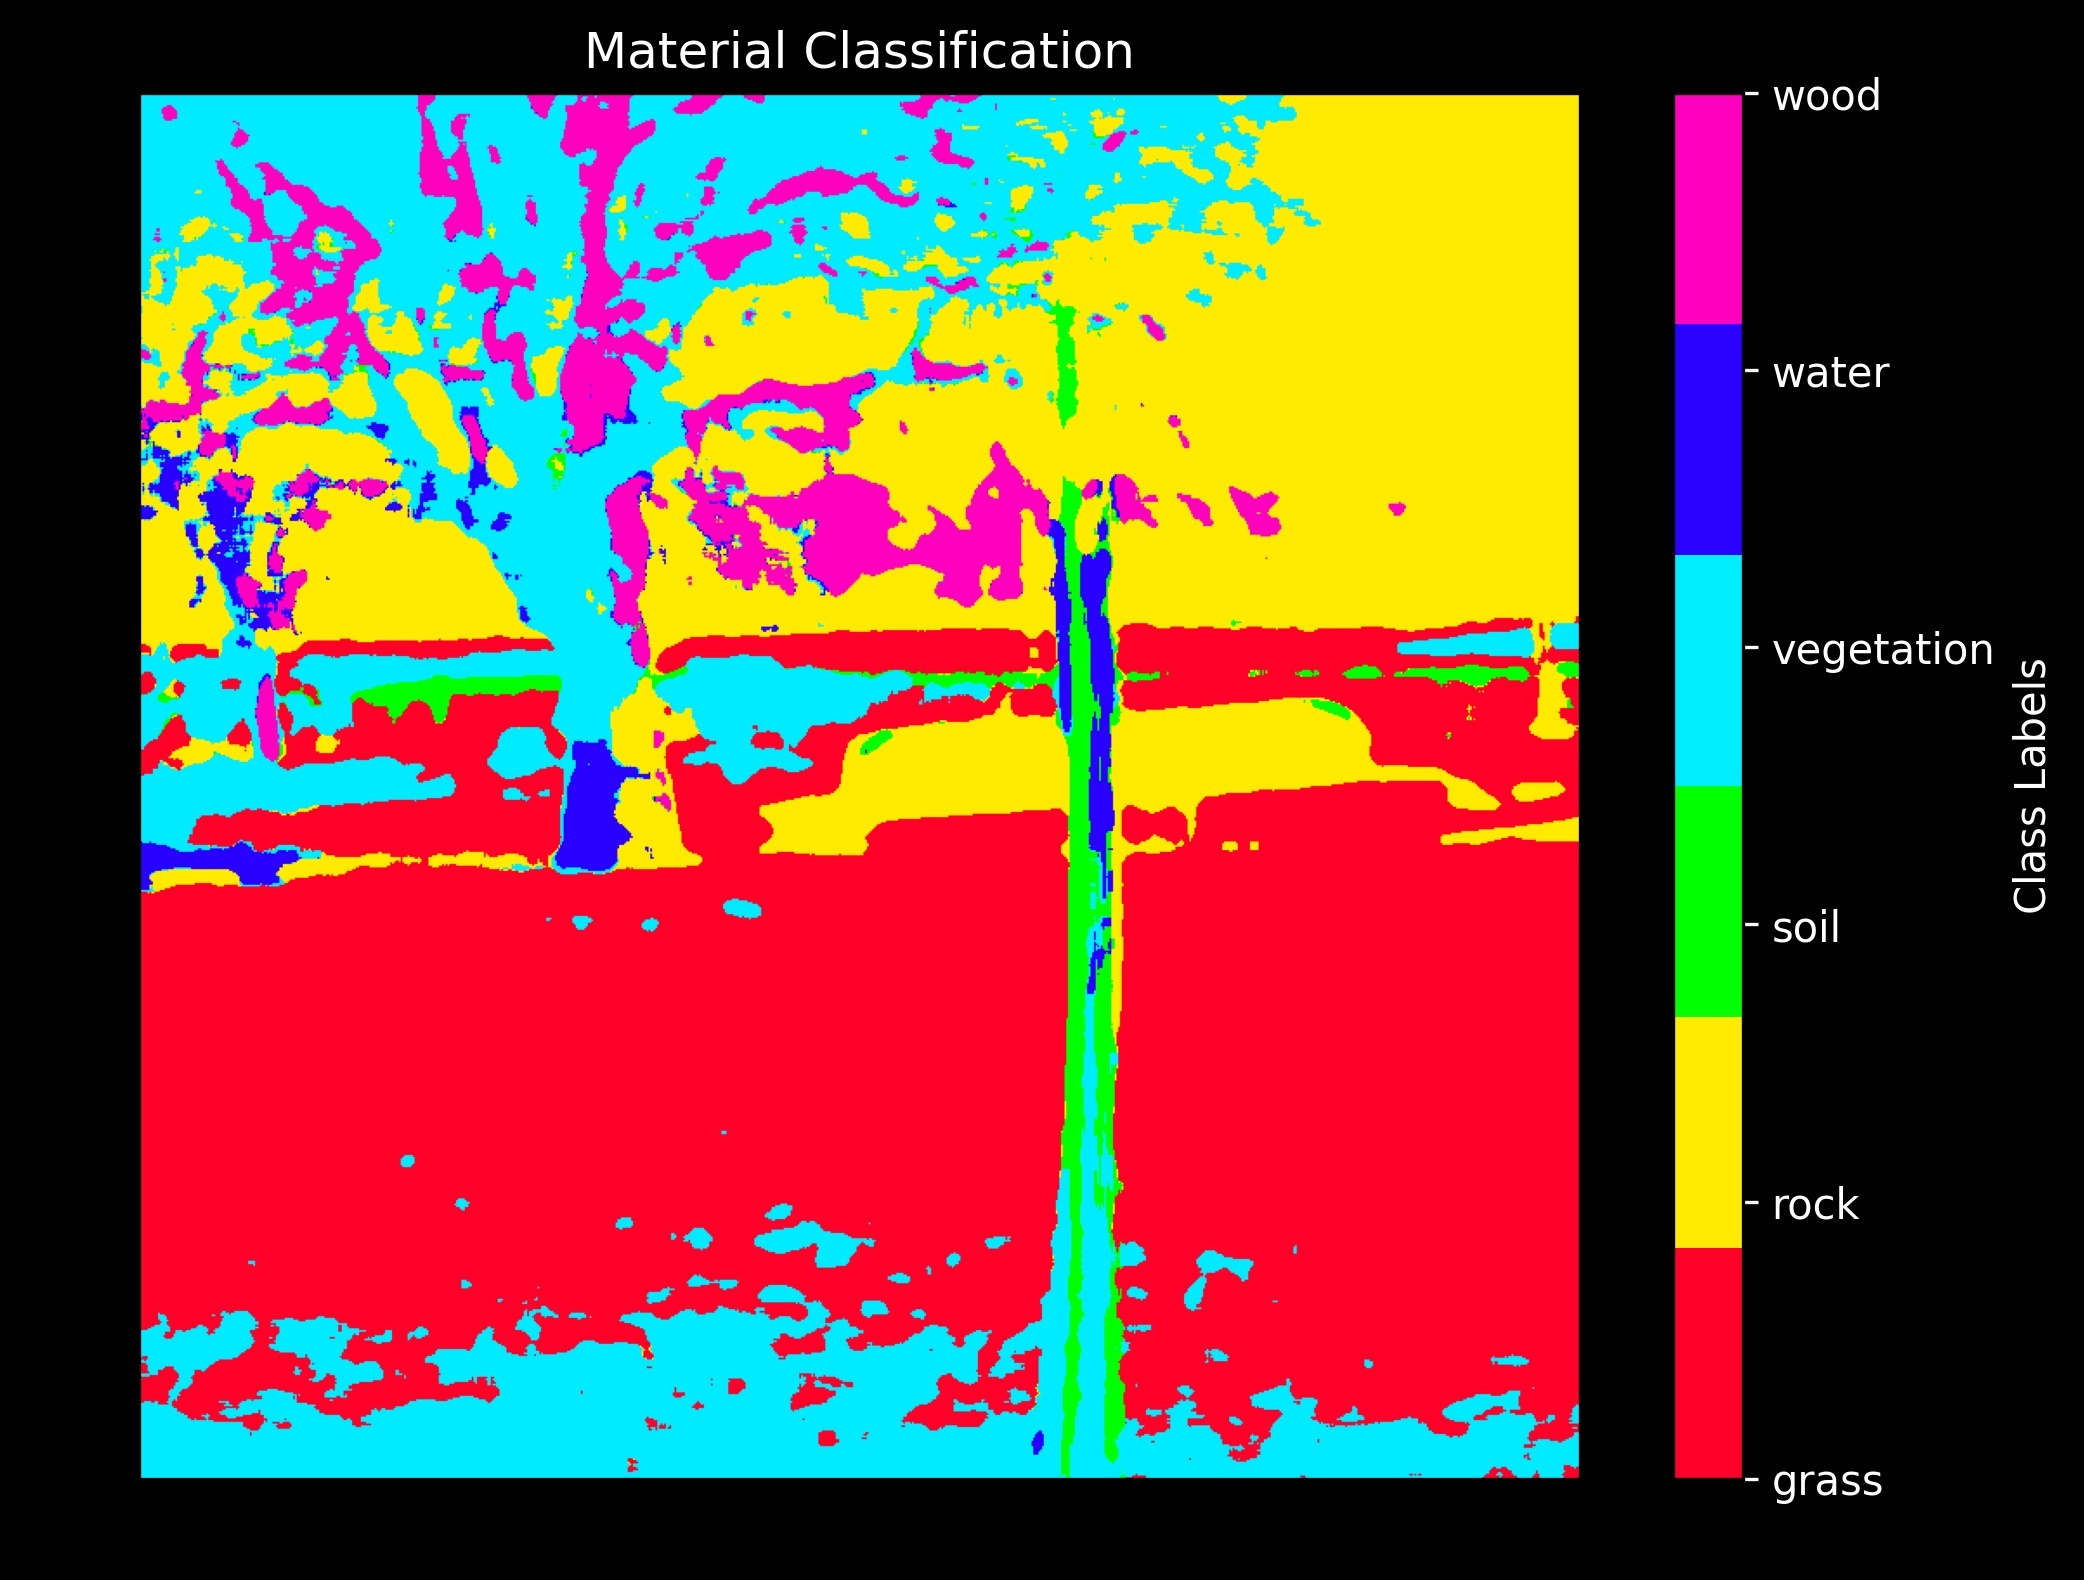 Material Classification
wood
water
vegetation
soil
rock
grass
Class Labels